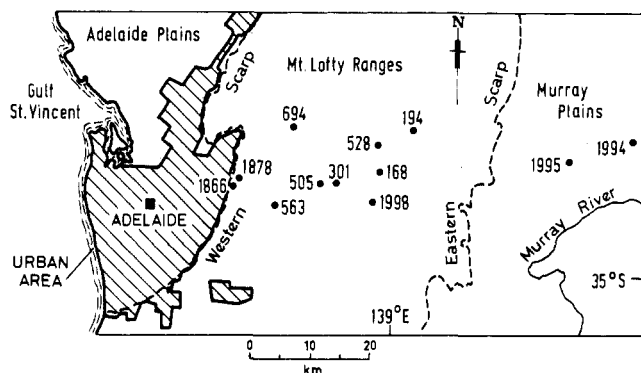 Adelaide Plains
Gulf
St. Vincent
Scarp
Mt. Lofty Ranges
N
Scarp
Murray
Plains
694
194
528
1994
1995
1878
1866
505
301
168
563
1998
ADELAIDE
Western
Eastern
Murray River
URBAN
AREA
35°S
139°E
0 10 20
km